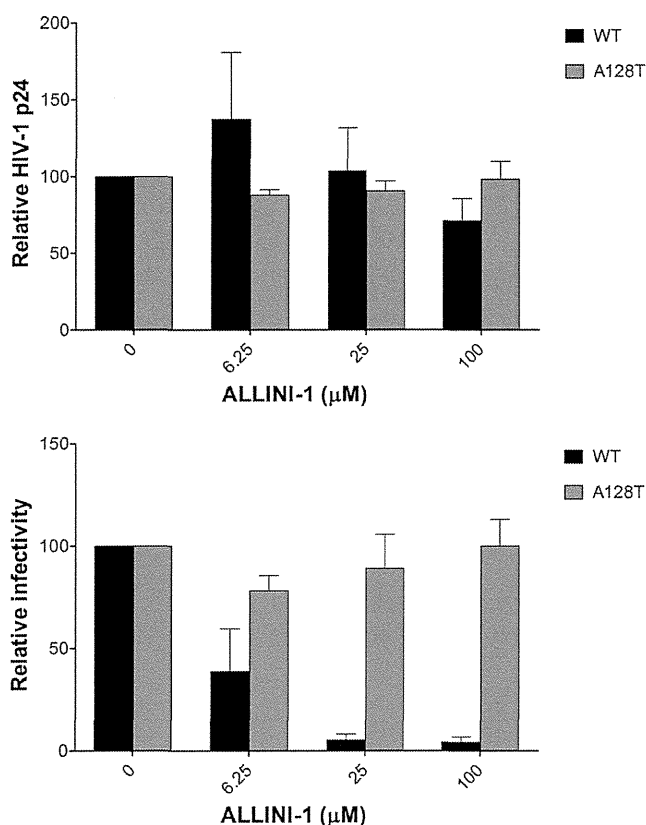 200
150
100
50
0
Relative HIV-1 p24
WT
A128T
0 6.25 25 100
ALLINI-1 (μM)
150
100
50
0
Relative infectivity
WT
A128T
0 6.25 25 100
ALLINI-1 (μM)